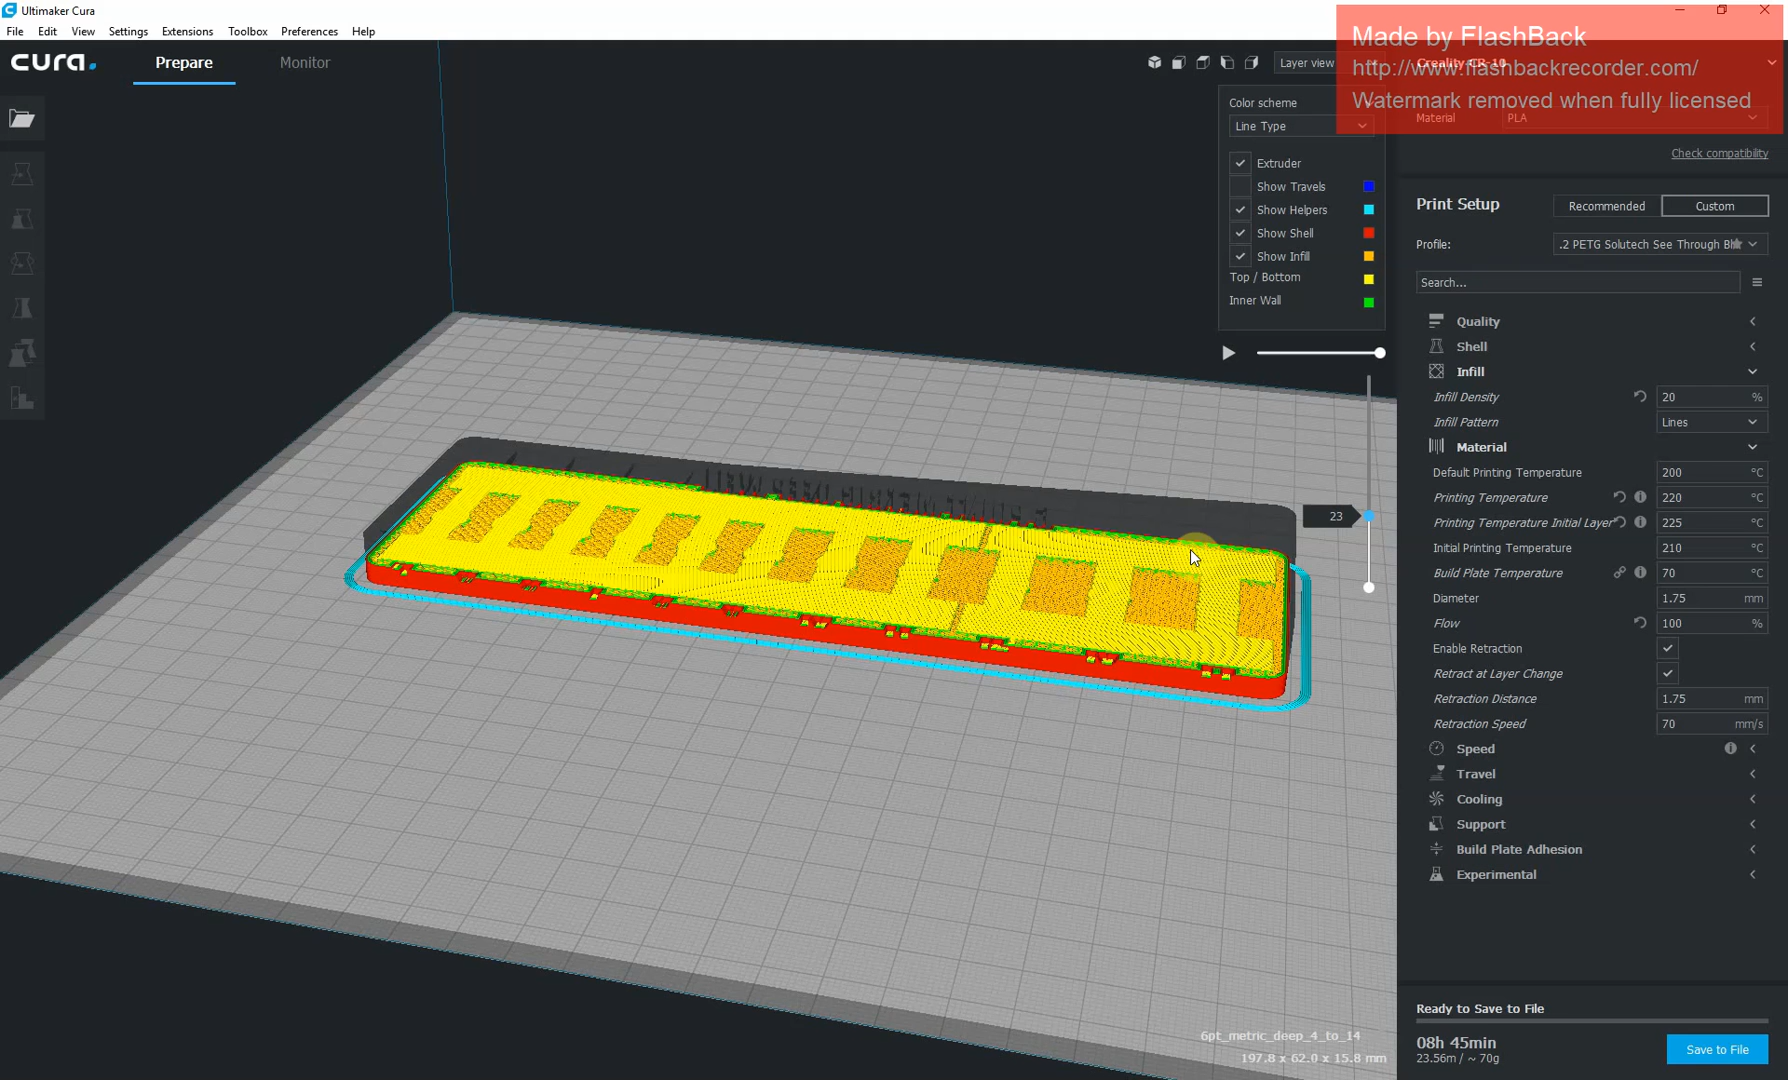 Ultimaker Cura
File Edit View Settings Extensions Toolbox Preferences Help
cura.
Prepare
Monitor
Layer view
Made by FlashBack
http://www.flashbackrecorder.com/
Creality CR-10
Watermark removed when fully licensed
Material PLA
Check compatibility
Color scheme
Line Type
Extruder
Show Travels
Show Helpers
Show Shell
Show Infill
Top / Bottom
Inner Wall
23
Print Setup
Recommended
Custom
Profile: .2 PETG Solutech See Through
Search...
Quality
Shell
Infill
Infill Density 20 %
Infill Pattern Lines
Material
Default Printing Temperature 200 °C
Printing Temperature 220 °C
Printing Temperature Initial Layer 225 °C
Initial Printing Temperature 210 °C
Build Plate Temperature 70 °C
Diameter 1.75 mm
Flow 100 %
Enable Retraction
Retract at Layer Change
Retraction Distance 1.75 mm
Retraction Speed 70 mm/s
Speed
Travel
Cooling
Support
Build Plate Adhesion
Experimental
6pt_metric_deep_4_to_14
197.8 x 62.0 x 15.8 mm
Ready to Save to File
08h 45min
23.56m / ~ 70g
Save to File